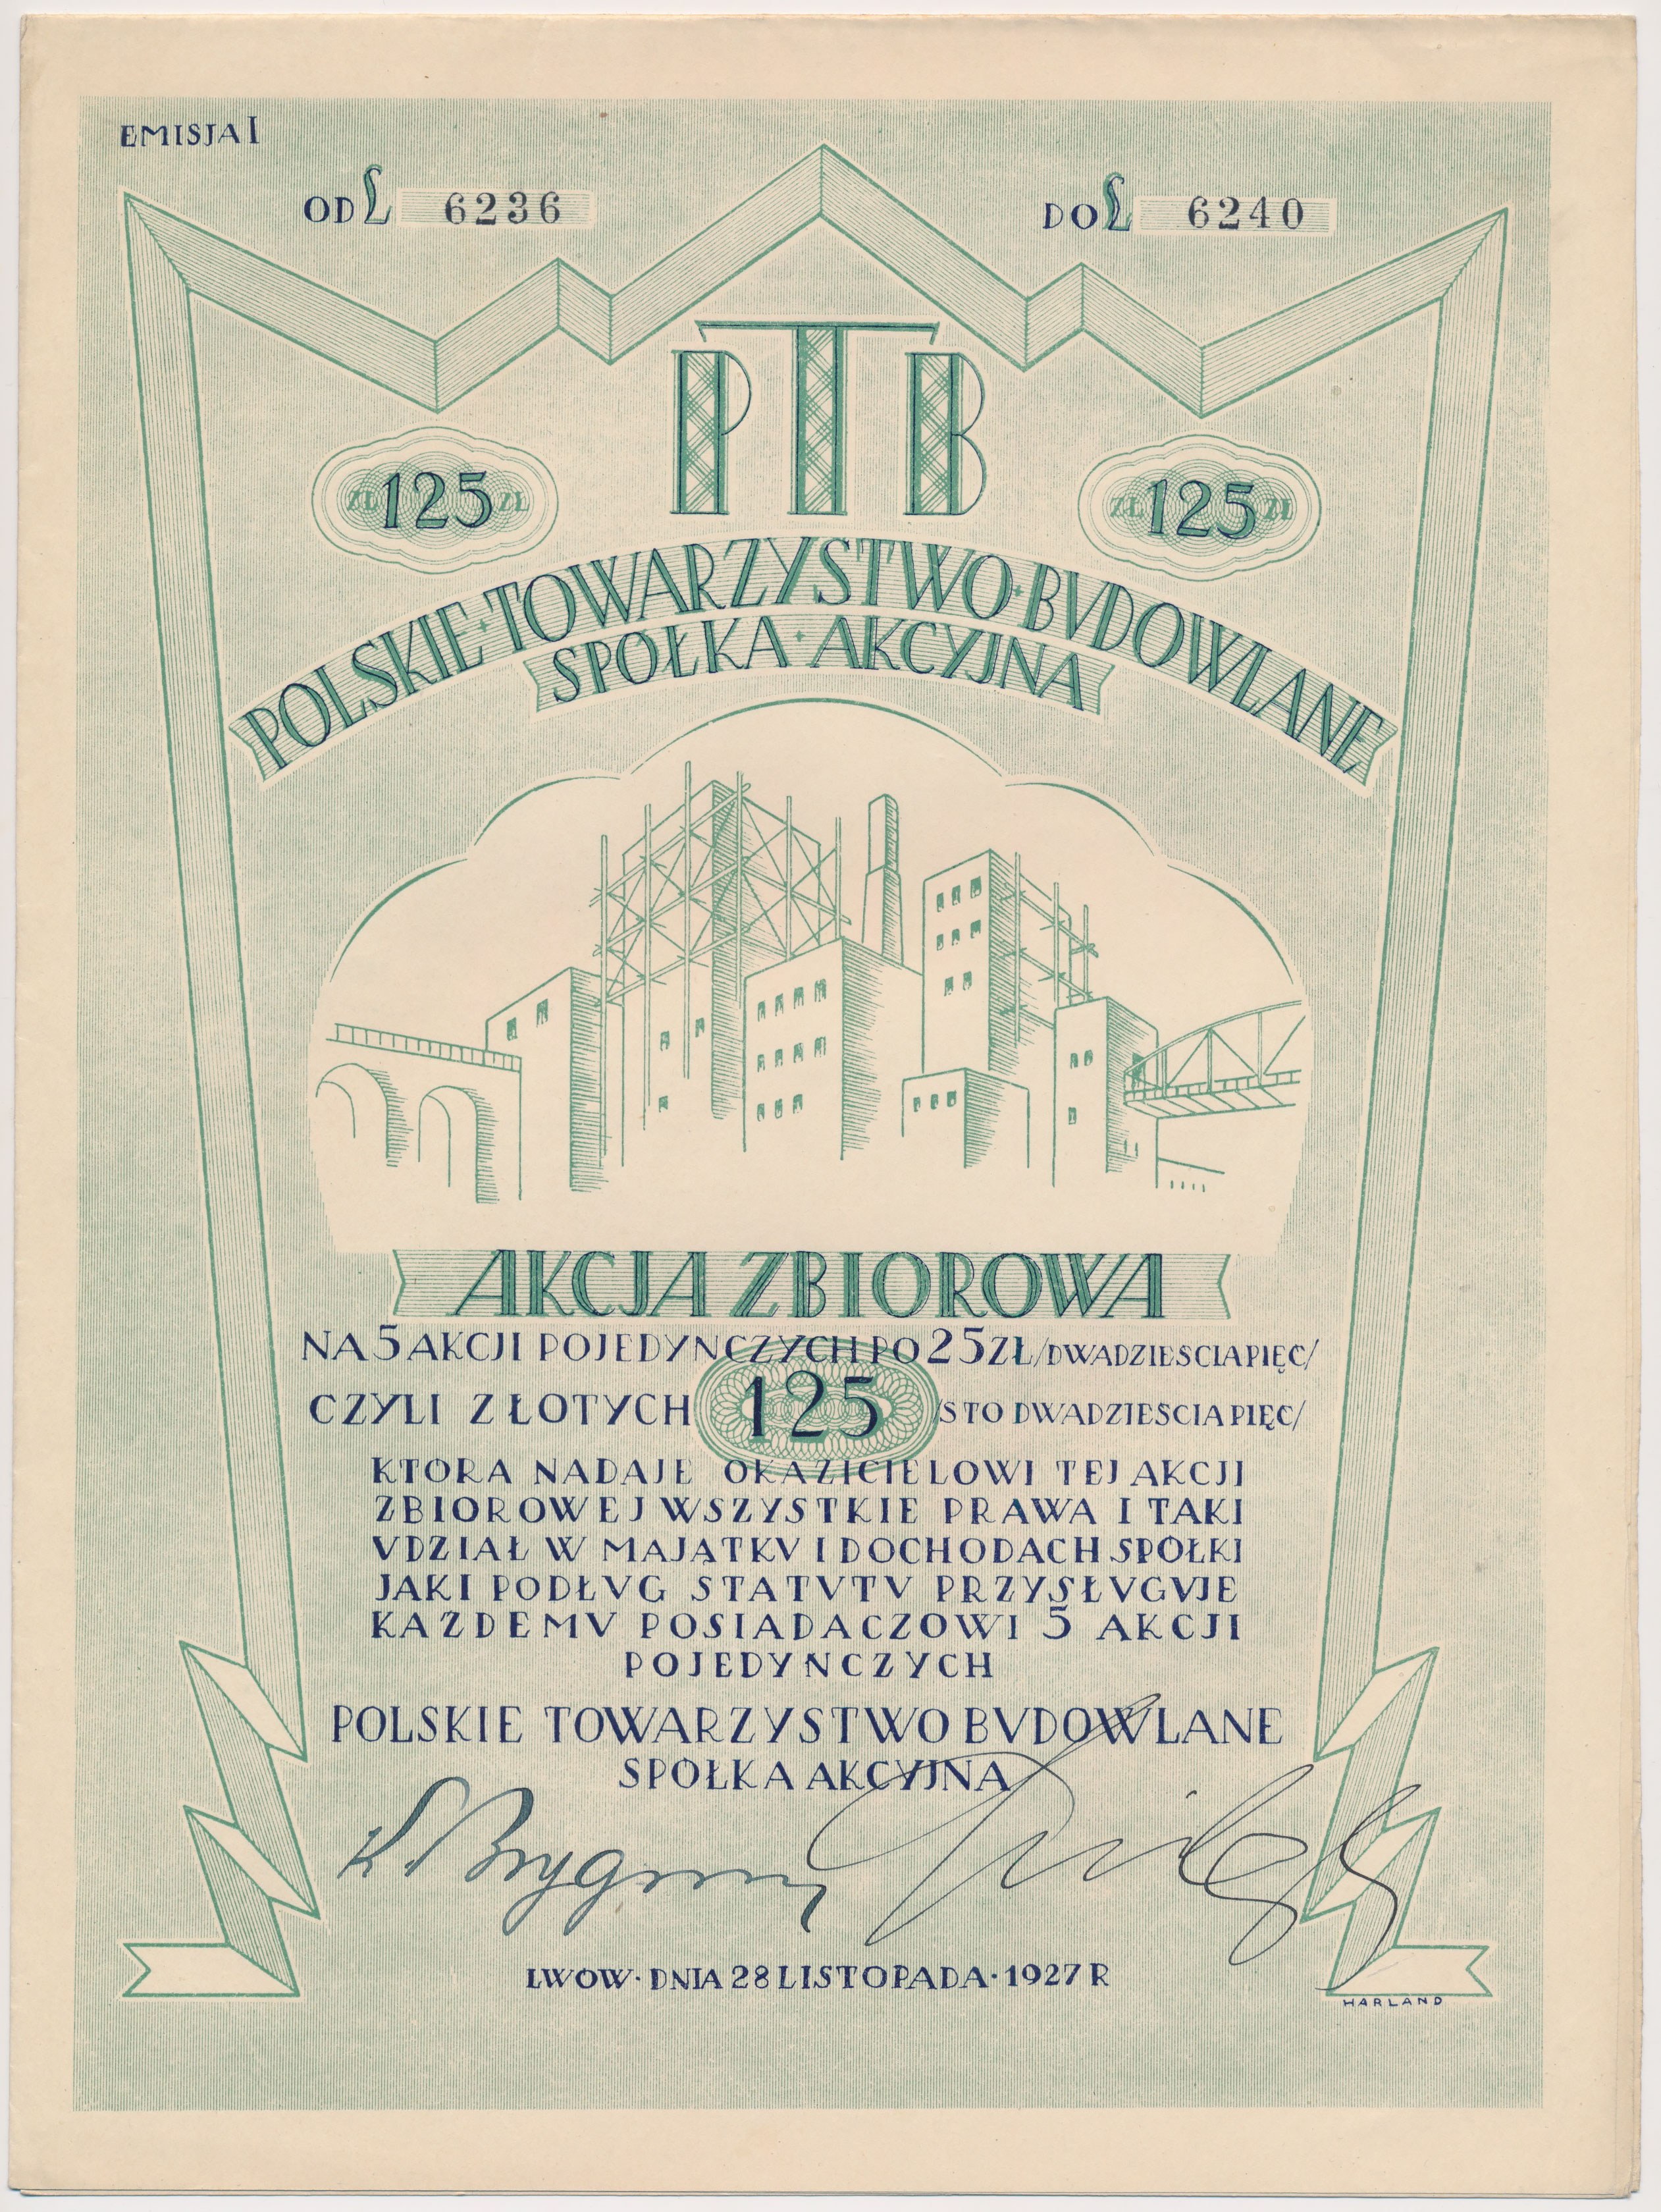 EMISJA I
OD L 6236
DO L 6240
PTB
ZŁ 125 ZŁ
ZŁ 125 ZŁ
POLSKIE·TOWARZYSTWO·BVDOWLANE
SPÓŁKA·AKCYJNA
AKCJA ZBIOROWA
NA 5 AKCJI POJEDYNCZYCH PO 25 ZŁ /DWADZIESCIA PIĘC/
CZYLI ZŁOTYCH 125 /STO DWADZIESCIA PIĘC/
KTORA NADAJE OKAZICIELOWI TEJ AKCJI
ZBIOROWEJ WSZYSTKIE PRAWA I TAKI
VDZIAŁ W MAJĄTKV I DOCHODACH SPÓŁKI
JAKI PODŁVG STATVTV PRZYSŁVGVJE
KAŻDEMV POSIADACZOWI 5 AKCJI
POJEDYNCZYCH
POLSKIE TOWARZYSTWO BVDOWLANE
SPÓŁKA AKCYJNA
LWÓW· DNIA 28 LISTOPADA· 1927 R
HARLAND